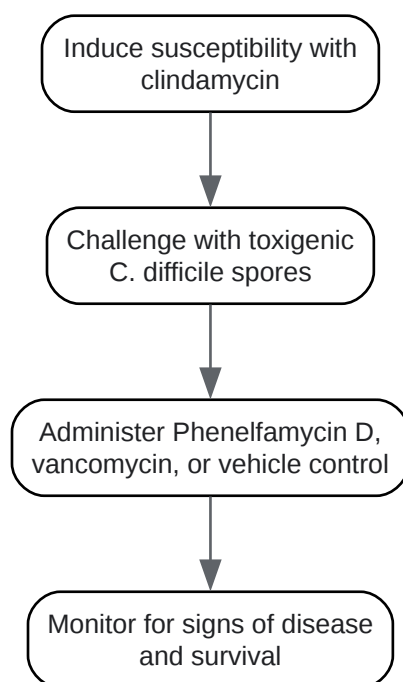 Induce susceptibility with
clindamycin
Challenge with toxigenic
C. difficile spores
Administer Phenelfamycin D,
vancomycin, or vehicle control
Monitor for signs of disease
and survival